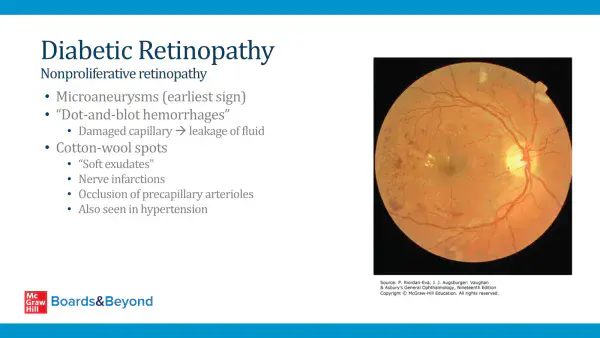 Diabetic Retinopathy
Nonproliferative retinopathy
• Microaneurysms (earliest sign)
• “Dot-and-blot hemorrhages”
• Damaged capillary → leakage of fluid
• Cotton-wool spots
• “Soft exudates”
• Nerve infarctions
• Occlusion of precapillary arterioles
• Also seen in hypertension
Source: P. Riordan-Eva, J. J. Augsburger: Vaughan
& Asbury's General Ophthalmology, Nineteenth Edition
Copyright © McGraw-Hill Education. All rights reserved.
Mc
Graw
Hill
Boards&Beyond